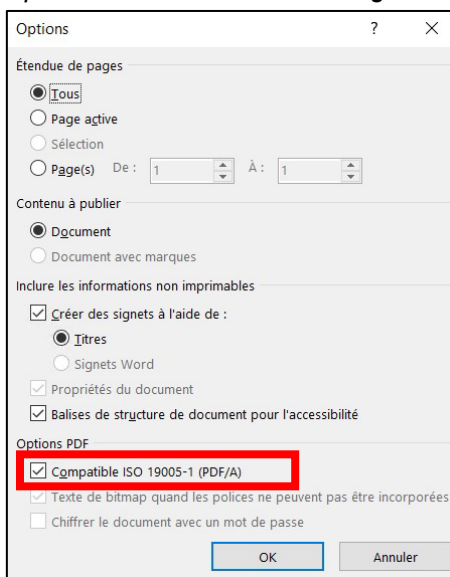 Options ? ×
Étendue de pages
Tous
Page active
Sélection
Page(s) De : 1 À : 1
Contenu à publier
Document
Document avec marques
Inclure les informations non imprimables
Créer des signets à l'aide de :
Titres
Signets Word
Propriétés du document
Balises de structure de document pour l'accessibilité
Options PDF
Compatible ISO 19005-1 (PDF/A)
Texte de bitmap quand les polices ne peuvent pas être incorporées
Chiffrer le document avec un mot de passe
OK Annuler